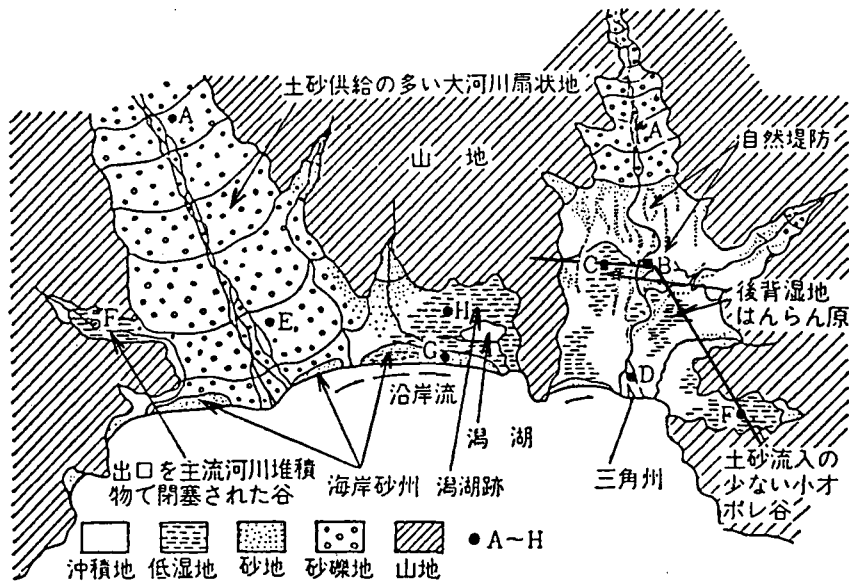 土砂供給の多い大河川扇状地
A
A
山 地
自然堤防
C
B
後背湿地
はんらん原
F
E
H
G
D
F
沿岸流
潟 湖
出口を主流河川堆積
物で閉塞された谷
海岸砂州
潟湖跡
三角州
土砂流入の
少ない小オ
ボレ谷
沖積地
低湿地
砂地
砂礫地
山地
●A〜H